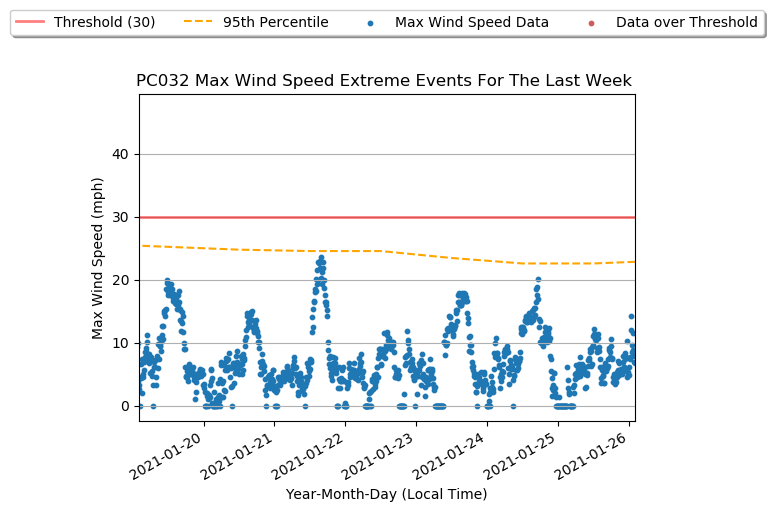 Threshold (30) 95th Percentile Max Wind Speed Data Data over Threshold
PC032 Max Wind Speed Extreme Events For The Last Week
Max Wind Speed (mph)
40
30
20
10
0
2021-01-20 2021-01-21 2021-01-22 2021-01-23 2021-01-24 2021-01-25 2021-01-26
Year-Month-Day (Local Time)